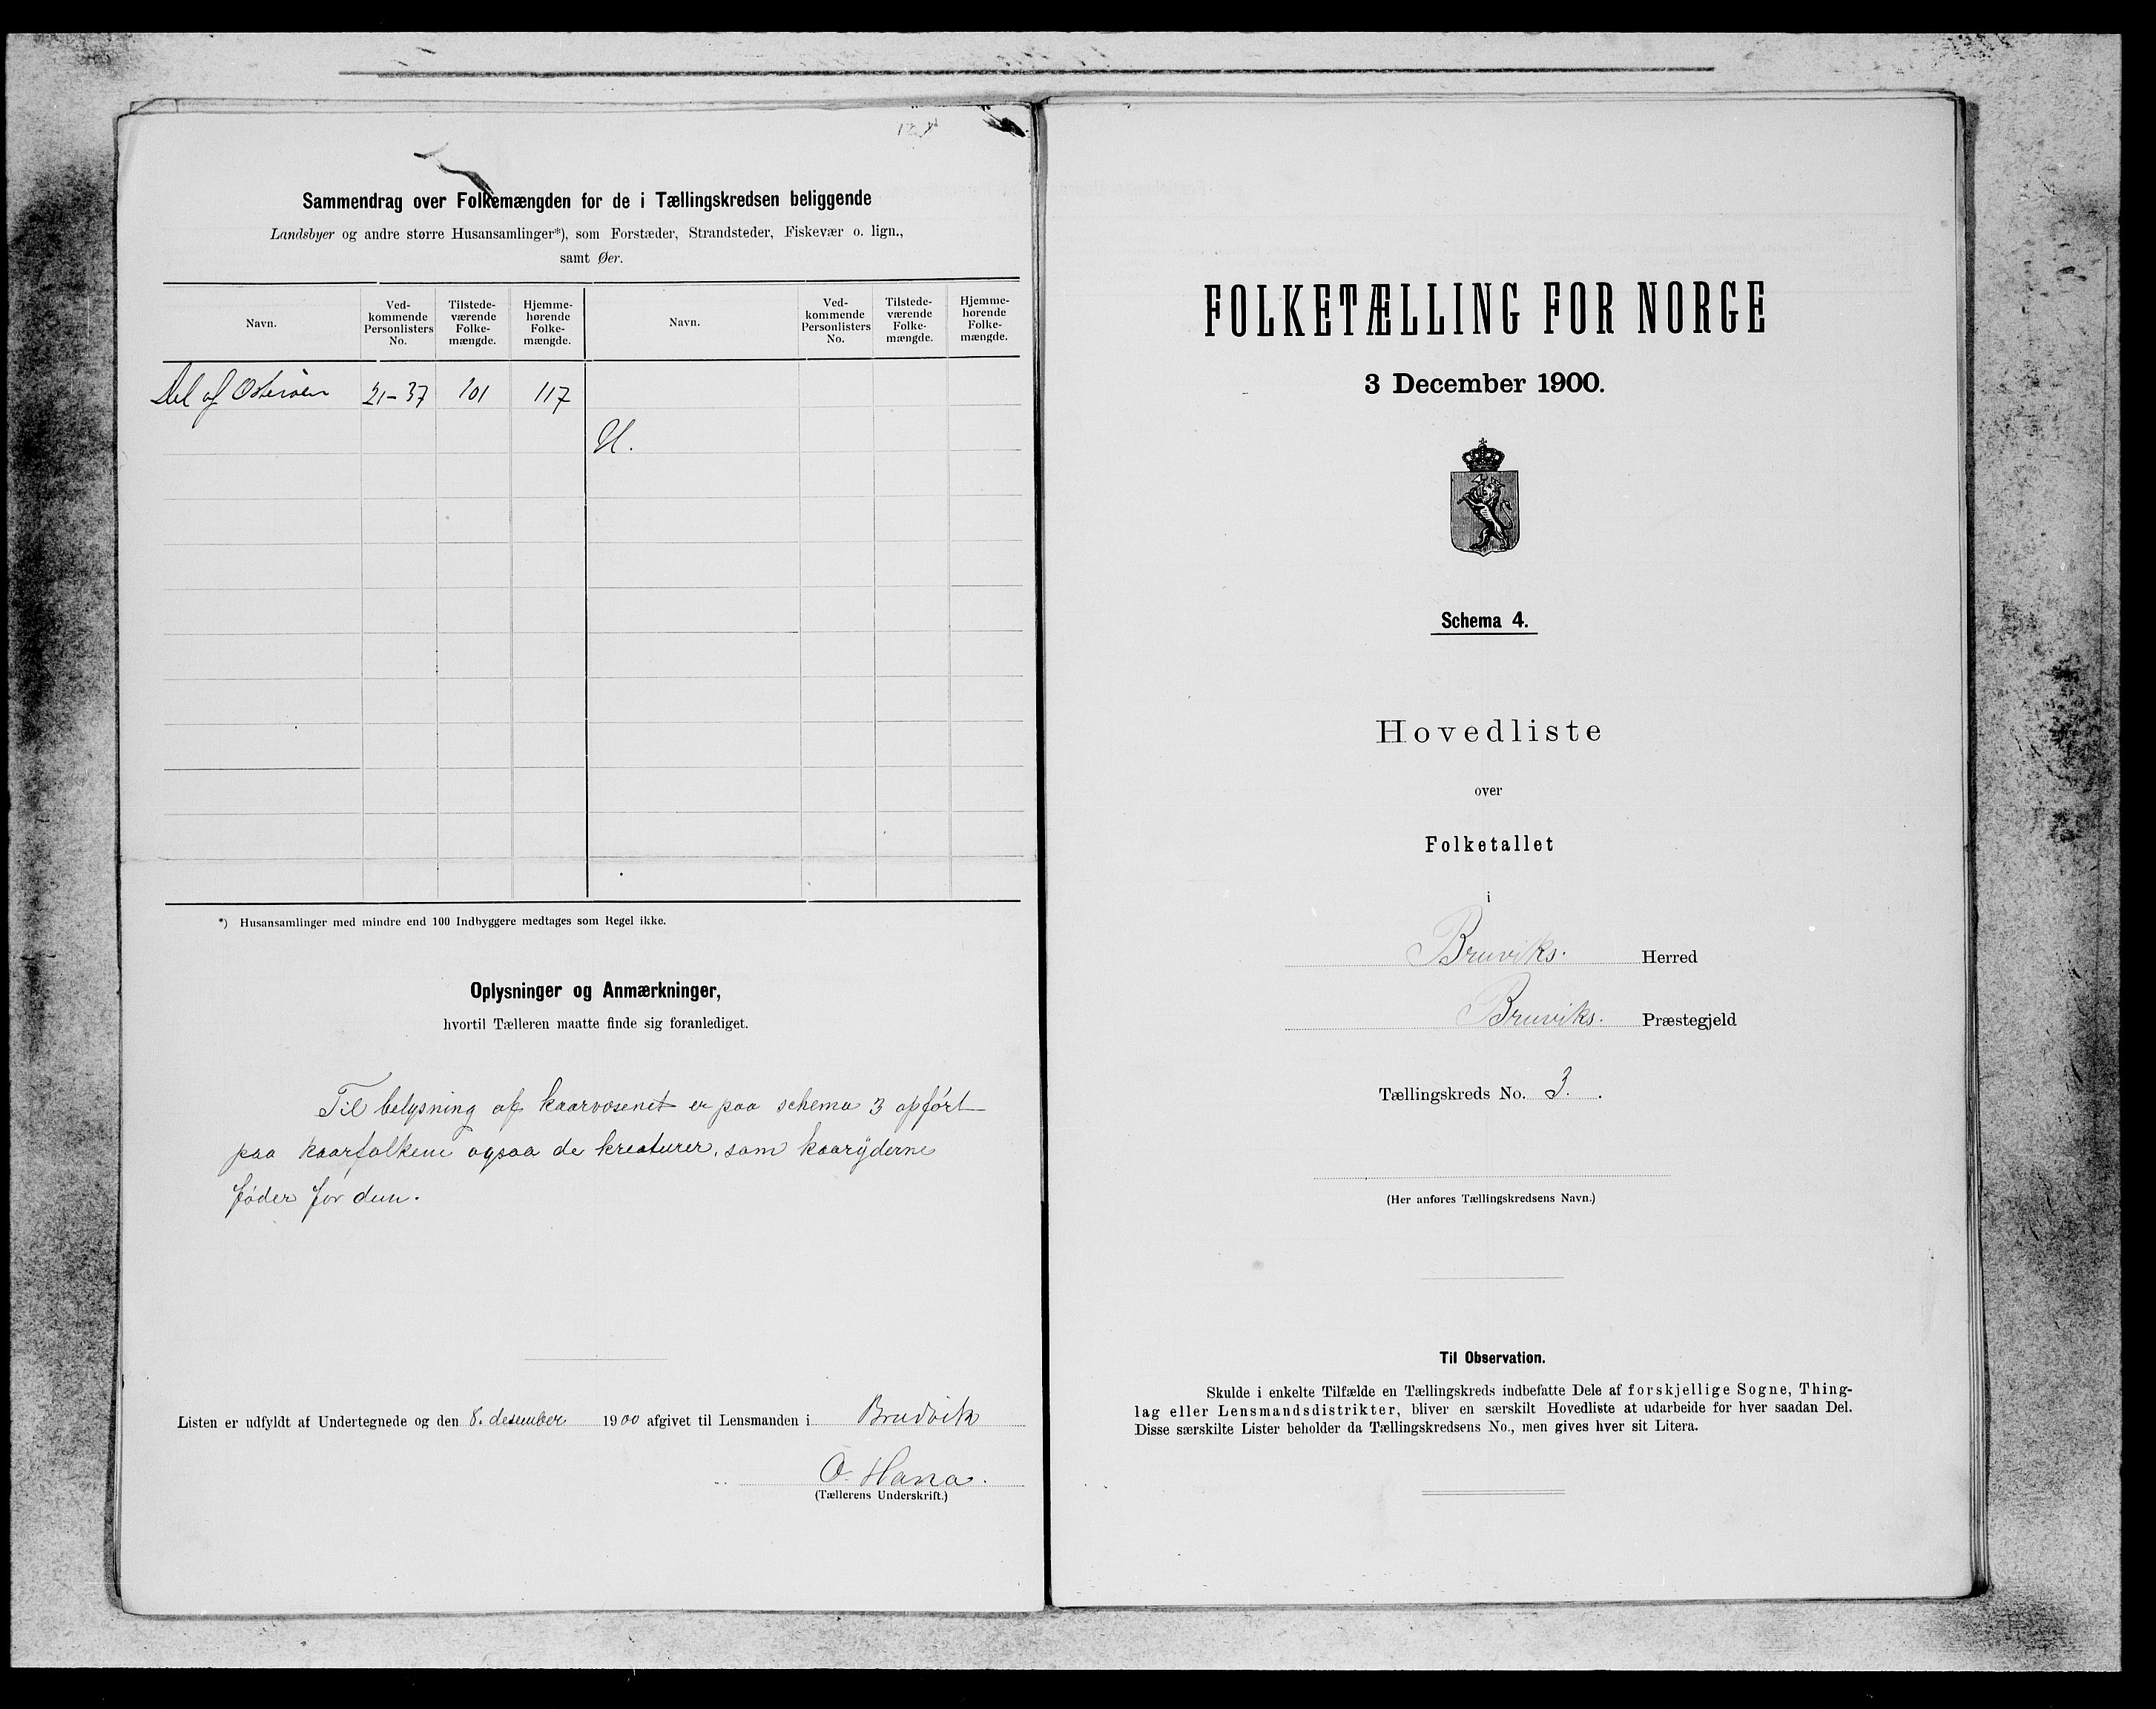 Sammendrag over Folkemængden for de i Tællingskredsen beliggende
Landsbyer og andre større Husansamlinger*), som Forstæder, Strandsteder, Fiskevær o. lign.,
samt Øer.
Navn.
Ved-
kommende
Personlisters
No.
Tilstede-
værende
Folke-
mængde.
Hjemme-
hørende
Folke-
mængde.
Navn.
Ved-
kommende
Personlisters
No.
Tilstede-
værende
Folke-
mængde.
Hjemme-
hørende
Folke-
mængde.
Del af Osterøen 21-37 101 117
H.
*) Husansamlinger med mindre end 100 Indbyggere medtages som Regel ikke.
Oplysninger og Anmærkninger,
hvortil Tælleren maatte finde sig foranlediget.
Til belysning af kaarvæsenet er paa schema 3 opført
paa kaarfolkene ogsaa de kreaturer, som kaaryderne
føder for dem.
Listen er udfyldt af Undertegnede og den 8. desember 1900 afgivet til Lensmanden i Brudvik
O. Hana.
(Tællerens Underskrift.)
FOLKETÆLLING FOR NORGE
3 December 1900.
Schema 4.
Hovedliste
over
Folketallet
i
Bruviks. Herred
Bruviks. Præstegjeld
Tællingskreds No. 3. .
(Her anføres Tællingskredsens Navn.)
Til Observation.
Skulde i enkelte Tilfælde en Tællingskreds indbefatte Dele af forskjellige Sogne, Thing-
lag eller Lensmandsdistrikter, bliver en særskilt Hovedliste at udarbeide for hver saadan Del.
Disse særskilte Lister beholder da Tællingskredsens No., men gives hver sit Litera.